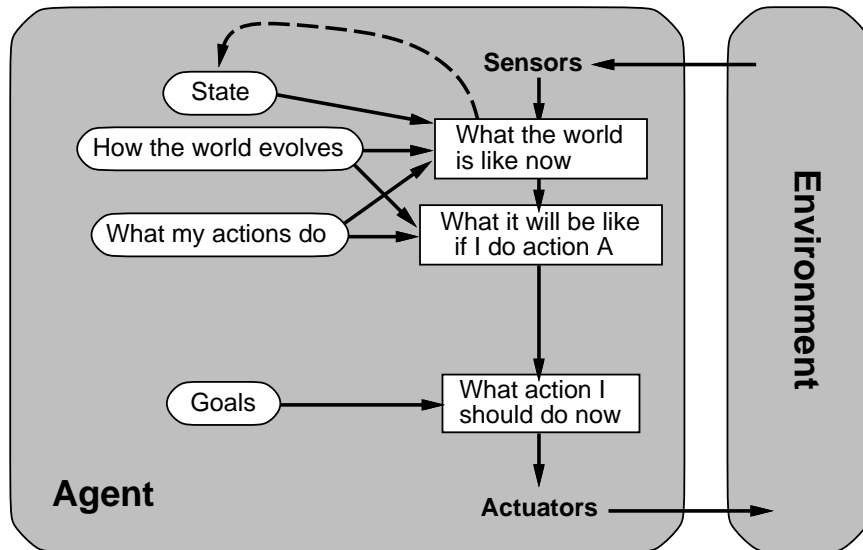 Sensors
State
What the world
is like now
How the world evolves
What my actions do
What it will be like
if I do action A
Environment
Goals
What action I
should do now
Agent
Actuators